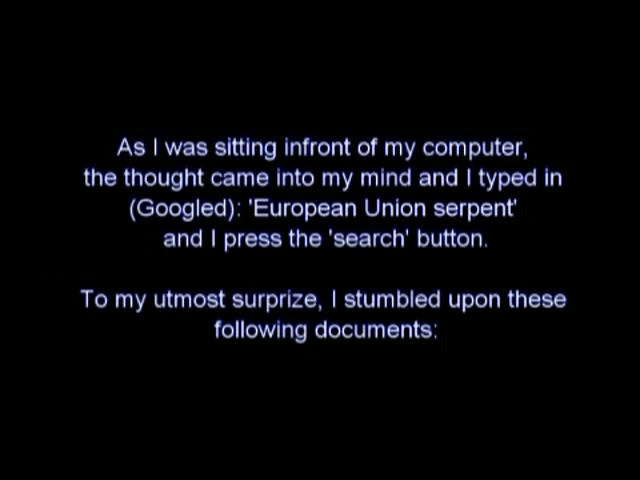 As I was sitting infront of my computer,
the thought came into my mind and I typed in
(Googled): 'European Union serpent'
and I press the 'search' button.
To my utmost surprize, I stumbled upon these
following documents: